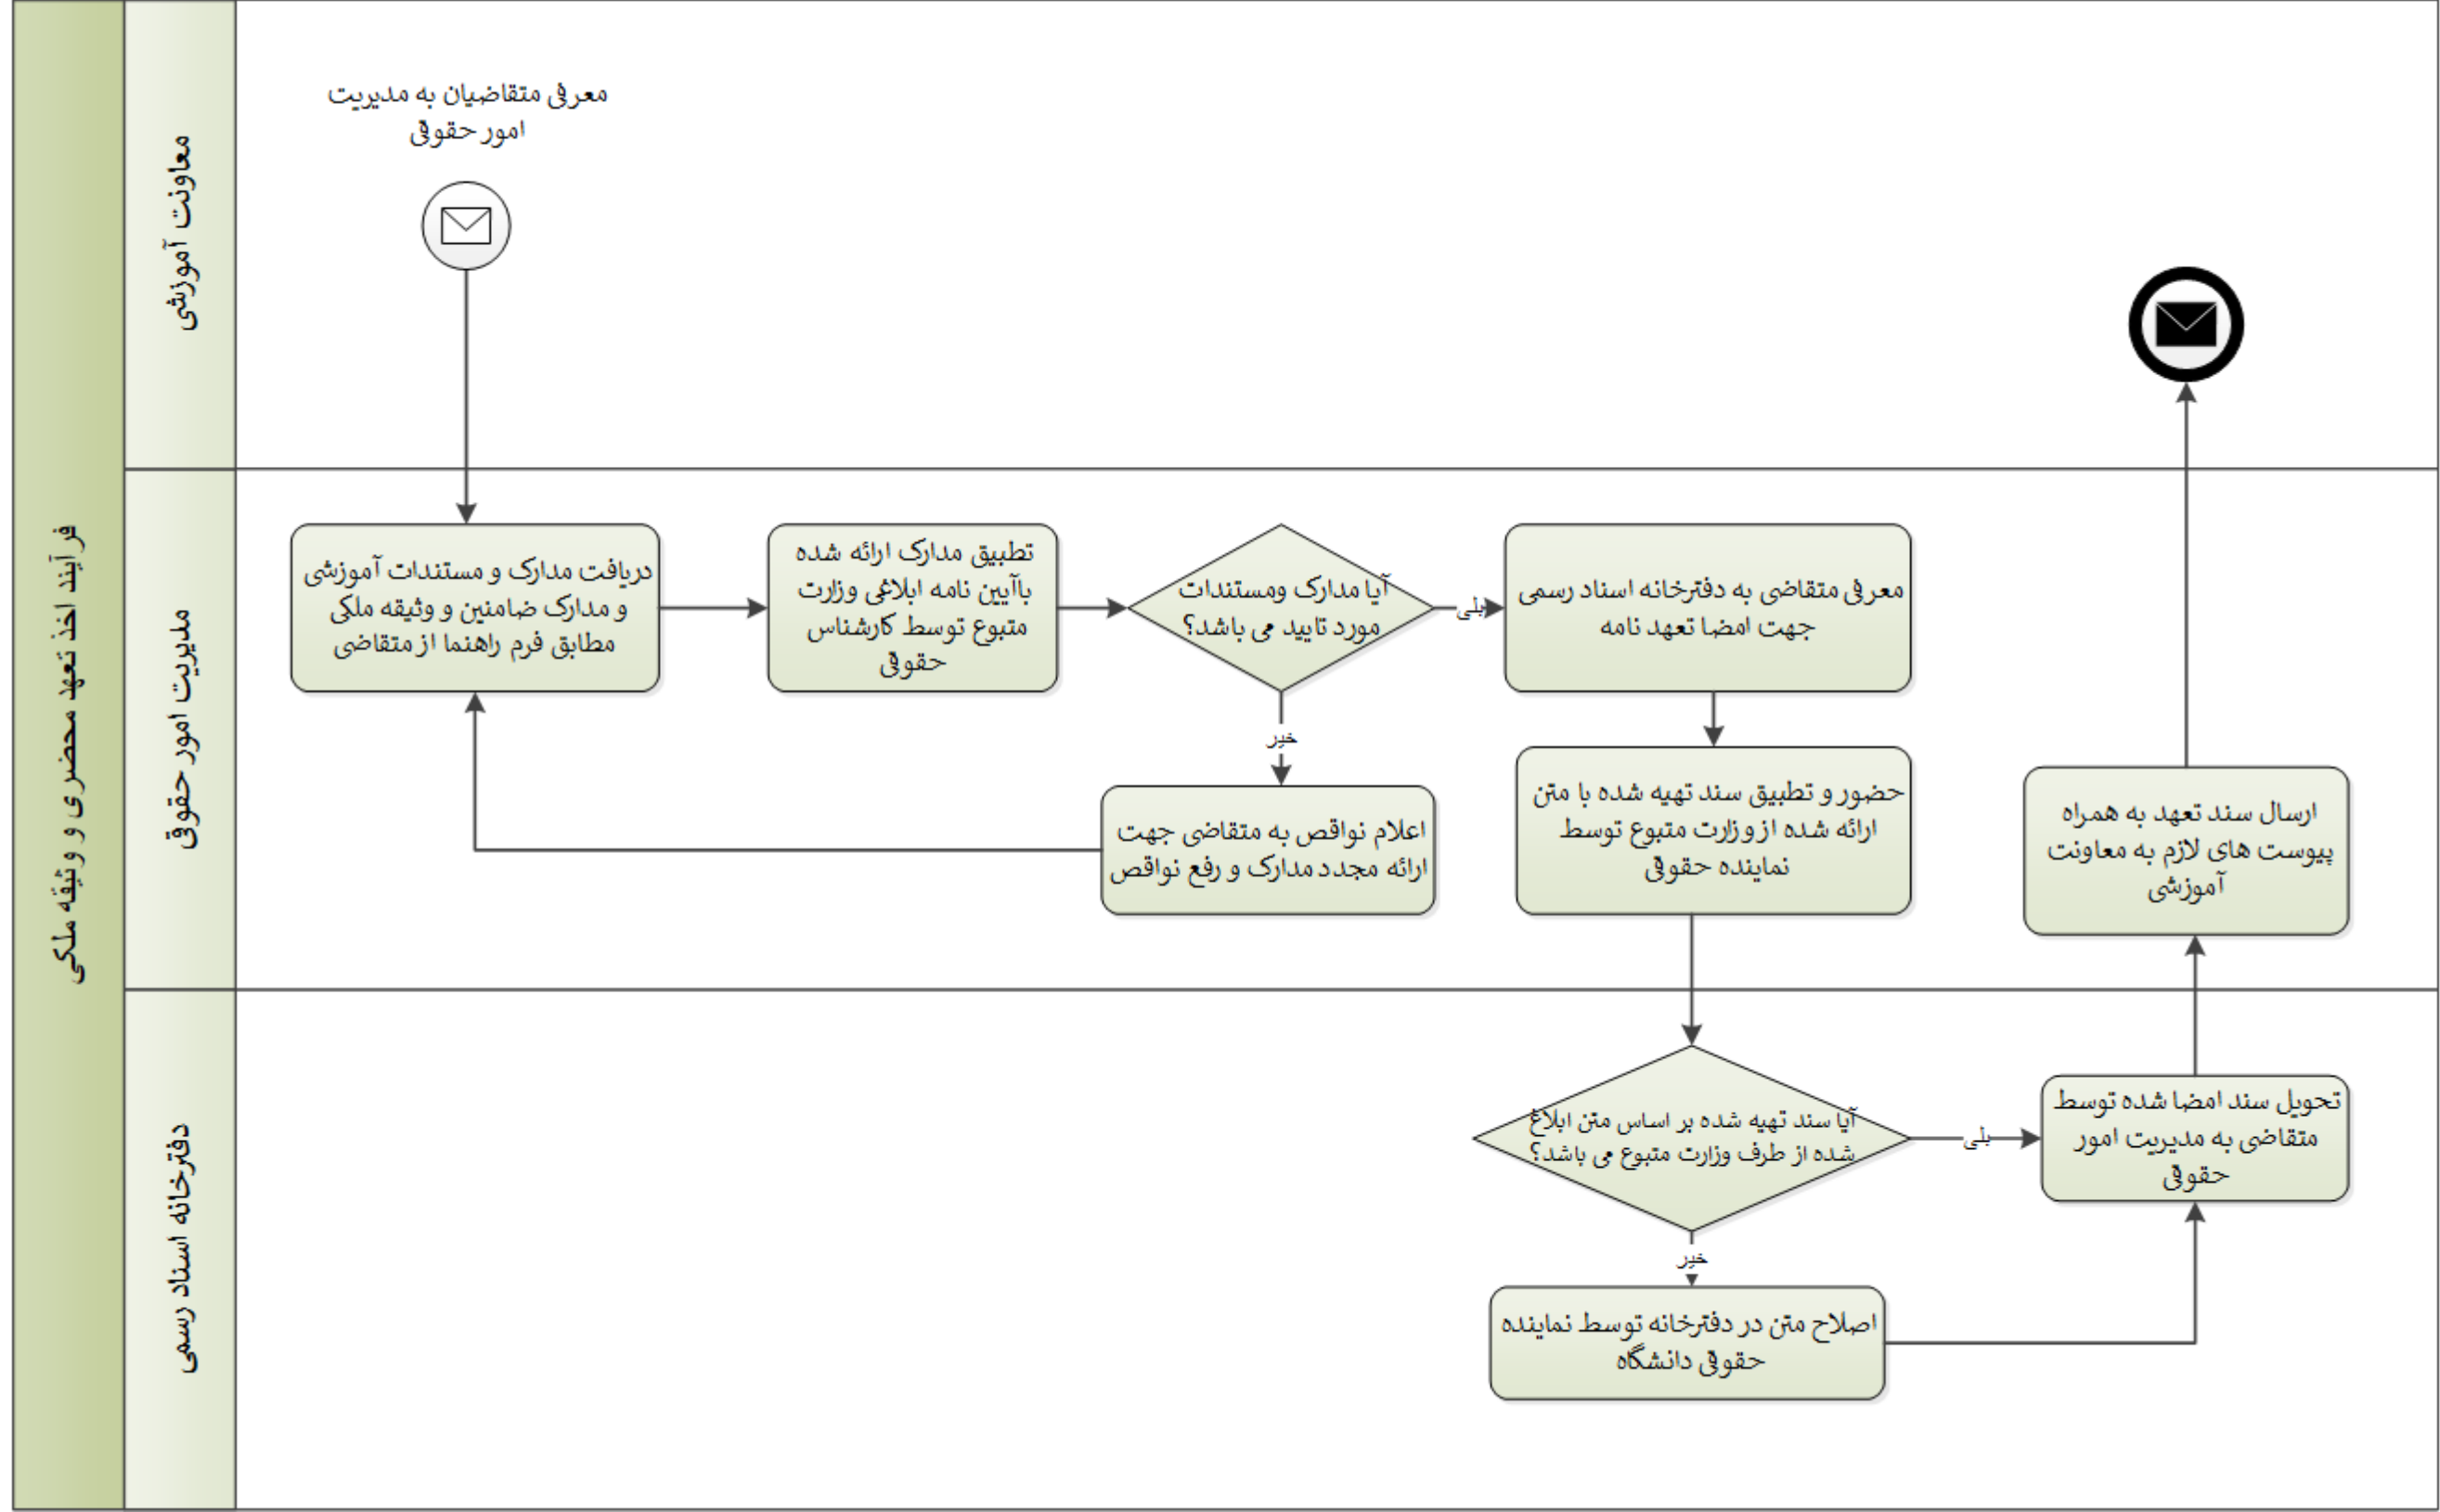 فرآیند اخذ تعهد محضری و وثیقه ملکی
معاونت آموزشی
معرفی متقاضیان به مدیریت
امور حقوقی
مدیریت امور حقوقی
دریافت مدارک و مستندات آموزشی
و مدارک ضامنین و وثیقه ملکی
مطابق فرم راهنما از متقاضی
تطبیق مدارک ارائه شده
باآیین نامه ابلاغی وزارت
متبوع توسط کارشناس
حقوقی
آیا مدارک ومستندات
مورد تایید می باشد؟
بلی
معرفی متقاضی به دفترخانه اسناد رسمی
جهت امضا تعهد نامه
خیر
اعلام نواقص به متقاضی جهت
ارائه مجدد مدارک و رفع نواقص
حضور و تطبیق سند تهیه شده با متن
ارائه شده از وزارت متبوع توسط
نماینده حقوقی
ارسال سند تعهد به همراه
پیوست های لازم به معاونت
آموزشی
دفترخانه اسناد رسمی
آیا سند تهیه شده بر اساس متن ابلاغ
شده از طرف وزارت متبوع می باشد؟
بلی
تحویل سند امضا شده توسط
متقاضی به مدیریت امور
حقوقی
خیر
اصلاح متن در دفترخانه توسط نماینده
حقوقی دانشگاه